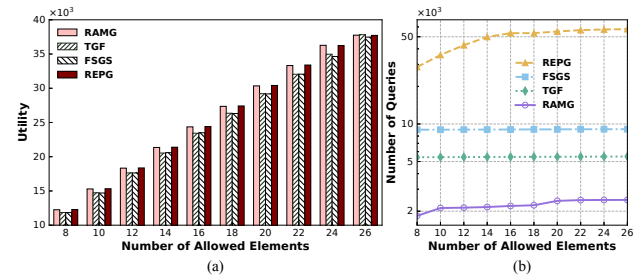 ×10³
40
35
30
25
20
15
10
Utility
RAMG
TGF
FSGS
REPG
8 10 12 14 16 18 20 22 24 26
Number of Allowed Elements
(a)
×10³
50
10
5
2
Number of Queries
REPG
FSGS
TGF
RAMG
8 10 12 14 16 18 20 22 24 26
Number of Allowed Elements
(b)